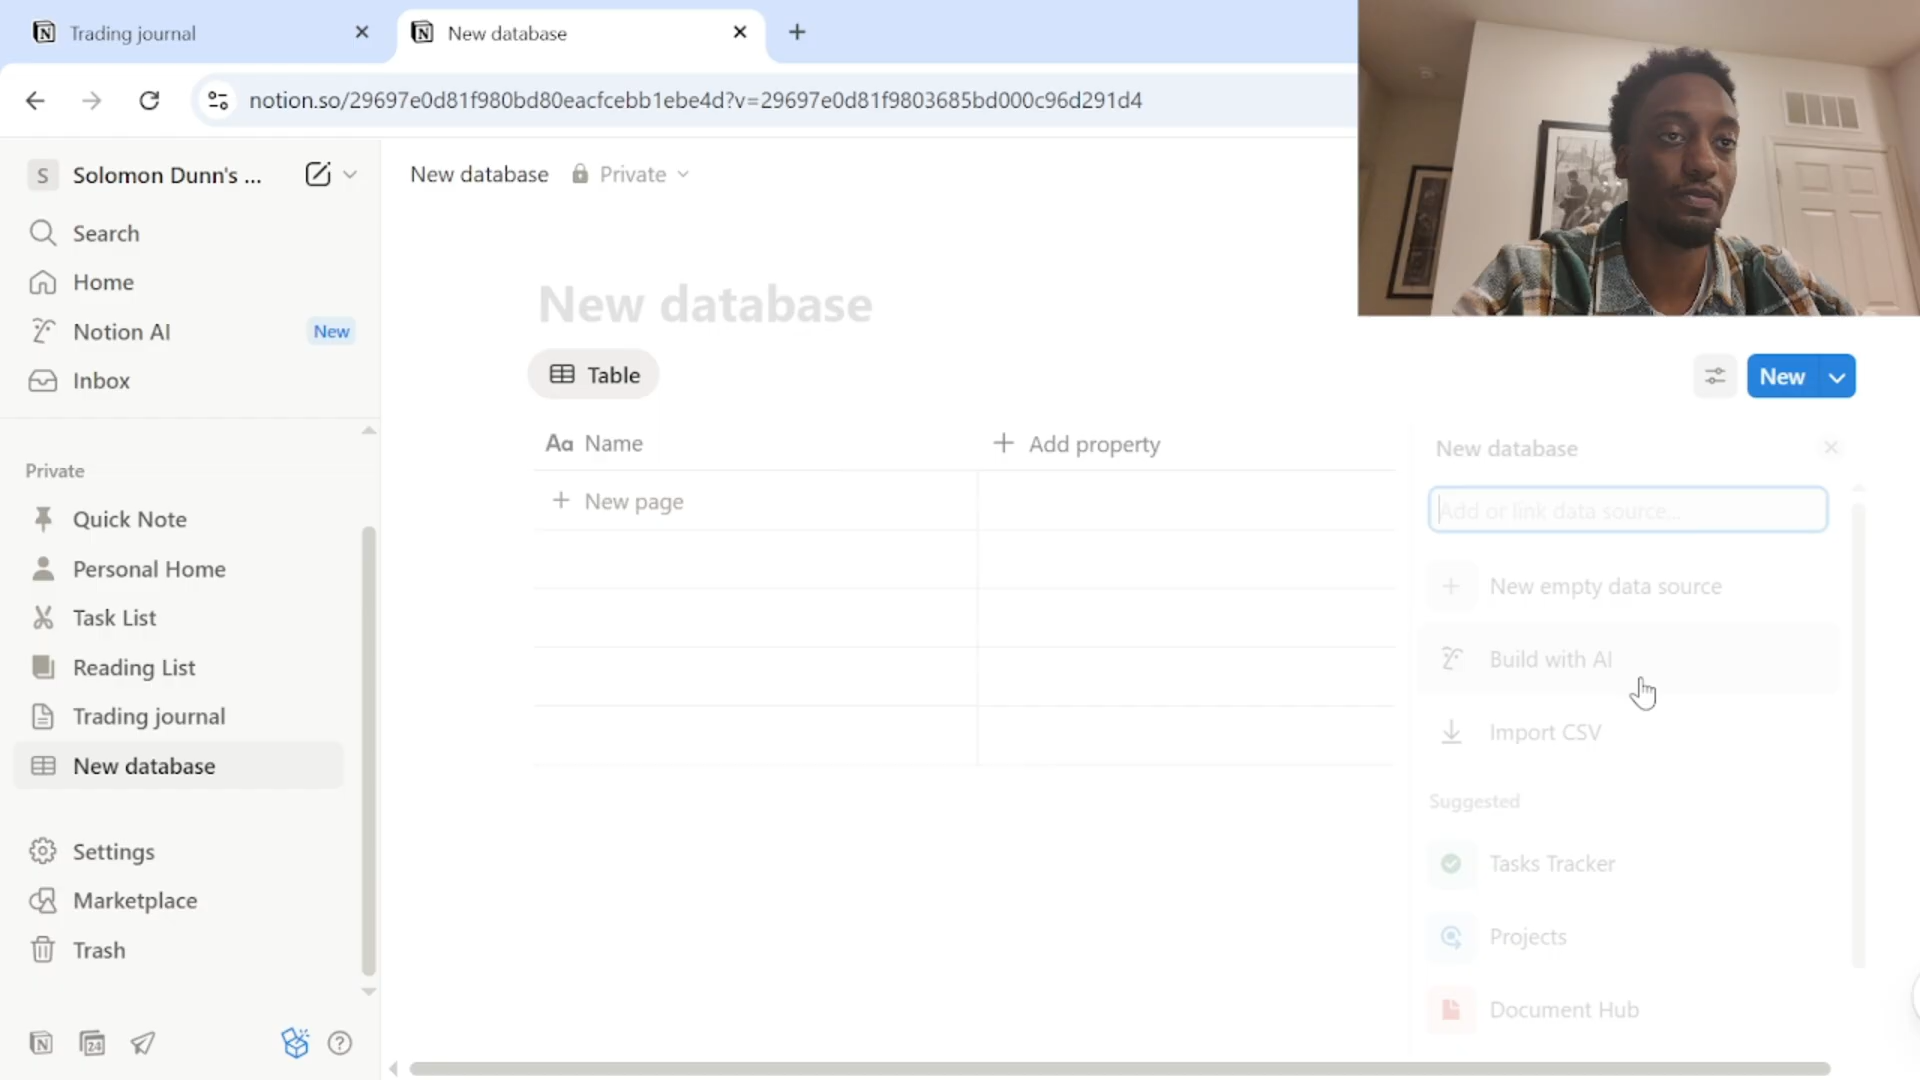 Trading journal
New database
notion.so/29697e0d81f980bd80eacfcebb1ebe4d?v=29697e0d81f9803685bd000c96d291d4
S Solomon Dunn's ...
Search
Home
Notion AI New
Inbox
Private
Quick Note
Personal Home
Task List
Reading List
Trading journal
New database
Settings
Marketplace
Trash
24
New database Private
New database
Table
New
Aa Name
Add property
New page
New database
Add or link data source...
New empty data source
Build with AI
Import CSV
Suggested
Tasks Tracker
Projects
Document Hub